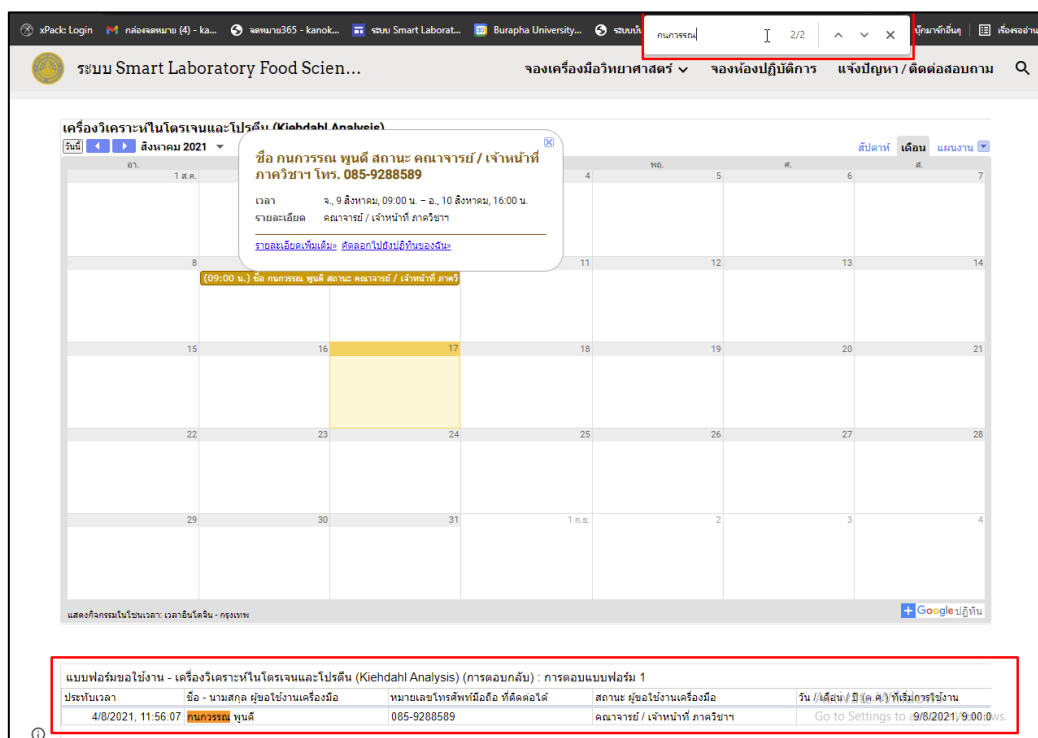 xPack: Login กล่องจดหมาย (4) - ka... จดหมาย365 - kanok... ระบบ Smart Laborat... Burapha University... ระบบบั บุ๊กมาร์กอื่นๆ เรื่องรออ่าน
กนกวรรณ 2/2
ระบบ Smart Laboratory Food Scien... จองเครื่องมือวิทยาศาสตร์ จองห้องปฏิบัติการ แจ้งปัญหา / ติดต่อสอบถาม
เครื่องวิเคราะห์ไนโตรเจนและโปรตีน (Kiehdahl Analysis)
วันนี้ สิงหาคม 2021 สัปดาห์ เดือน แผนงาน
อา. พฤ. ศ. ส.
1 ส.ค. 4 5 6 7
ชื่อ กนกวรรณ พูนดี สถานะ คณาจารย์ / เจ้าหน้าที่
ภาควิชาฯ โทร. 085-9288589
เวลา จ., 9 สิงหาคม, 09:00 น. – อ., 10 สิงหาคม, 16:00 น.
รายละเอียด คณาจารย์ / เจ้าหน้าที่ ภาควิชาฯ
รายละเอียดเพิ่มเติม» คัดลอกไปยังปฏิทินของฉัน»
8 11 12 13 14
(09:00 น.) ชื่อ กนกวรรณ พูนดี สถานะ คณาจารย์ / เจ้าหน้าที่ ภาควิ
15 16 17 18 19 20 21
22 23 24 25 26 27 28
29 30 31 1 ก.ย. 2 3 4
แสดงกิจกรรมในโซนเวลา: เวลาอินโดจีน - กรุงเทพ Google ปฏิทิน
แบบฟอร์มขอใช้งาน - เครื่องวิเคราะห์ไนโตรเจนและโปรตีน (Kiehdahl Analysis) (การตอบกลับ) : การตอบแบบฟอร์ม 1
ประทับเวลา ชื่อ - นามสกุล ผู้ขอใช้งานเครื่องมือ หมายเลขโทรศัพท์มือถือ ที่ติดต่อได้ สถานะ ผู้ขอใช้งานเครื่องมือ วัน / เดือน / ปี (ค.ศ.) ที่เริ่มการใช้งาน
Activate Windows
4/8/2021, 11:56:07 กนกวรรณ พูนดี 085-9288589 คณาจารย์ / เจ้าหน้าที่ ภาควิชาฯ 9/8/2021, 9:00:0
Go to Settings to activate Windows.